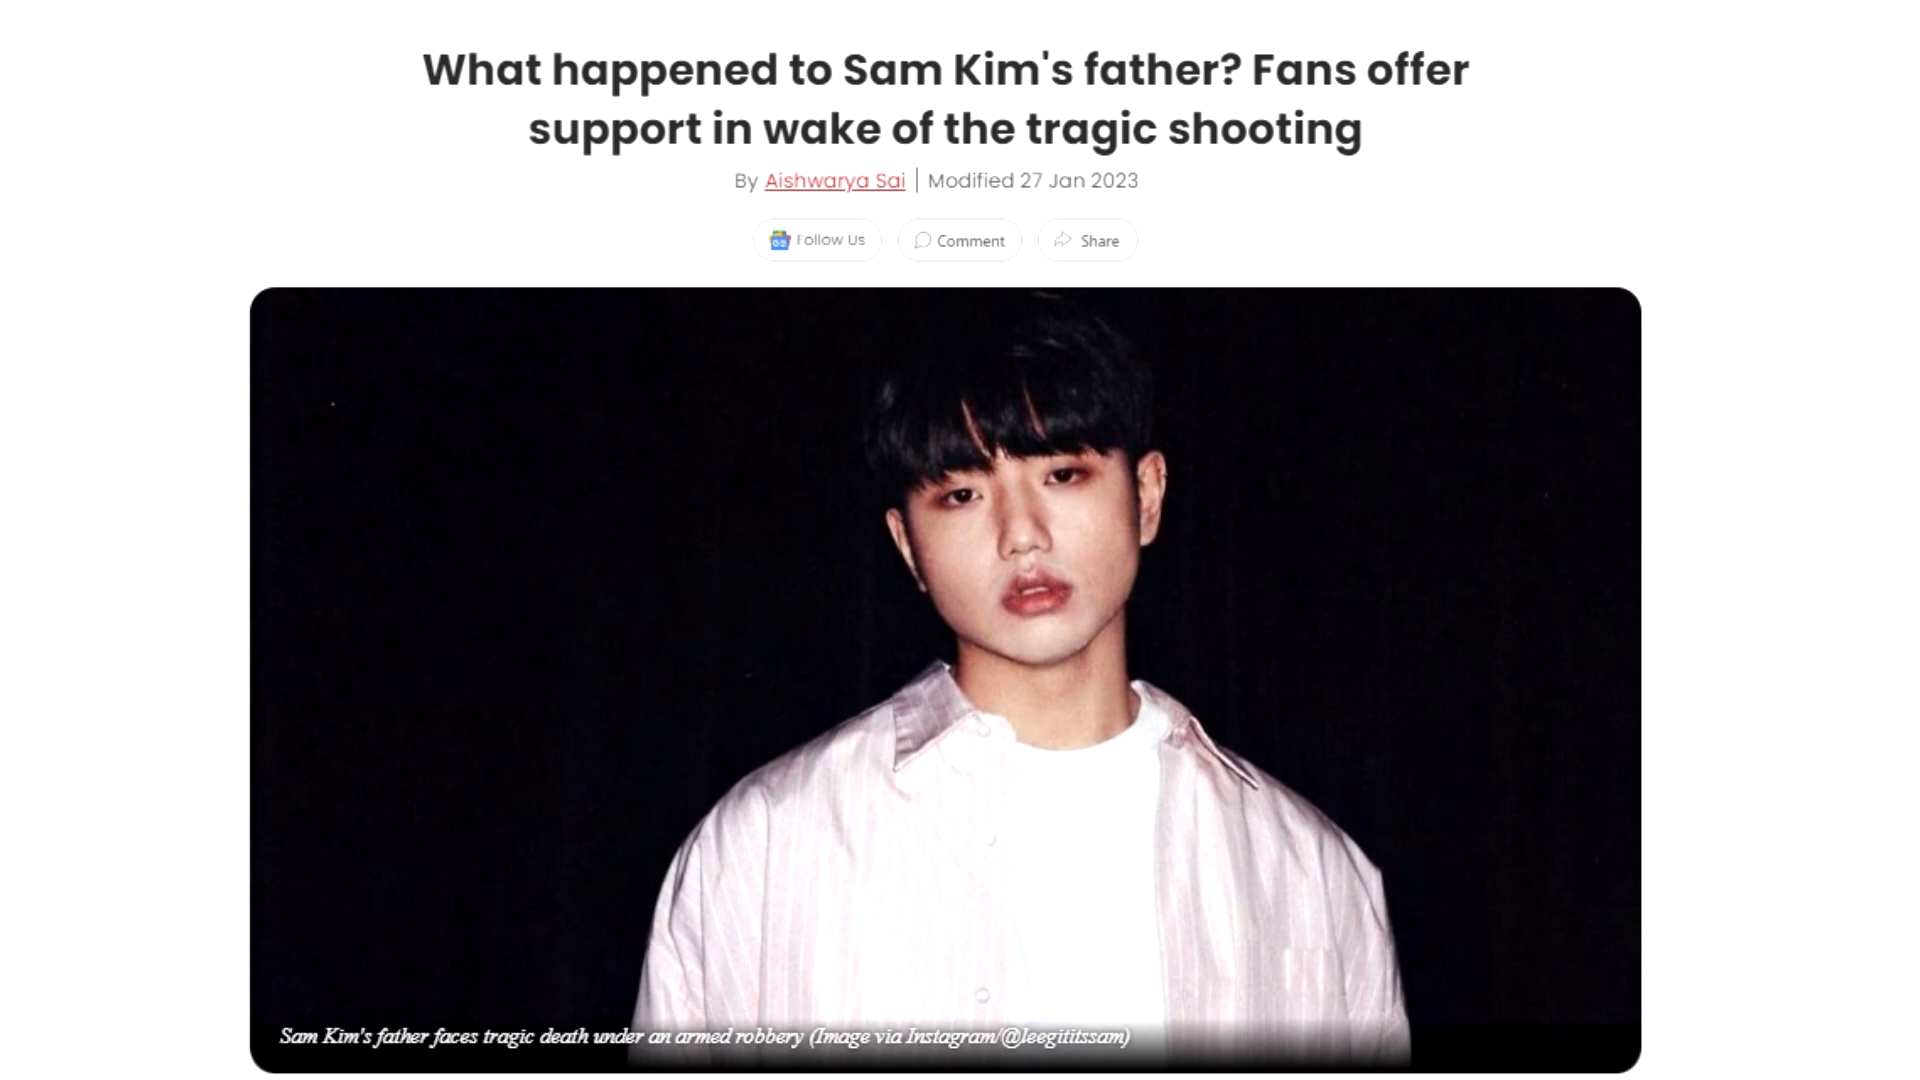 What happened to Sam Kim's father? Fans offer
support in wake of the tragic shooting
By Aishwarya Sai | Modified 27 Jan 2023
Follow Us Comment Share
Sam Kim's father faces tragic death under an armed robbery (Image via Instagram/@leegititssam)